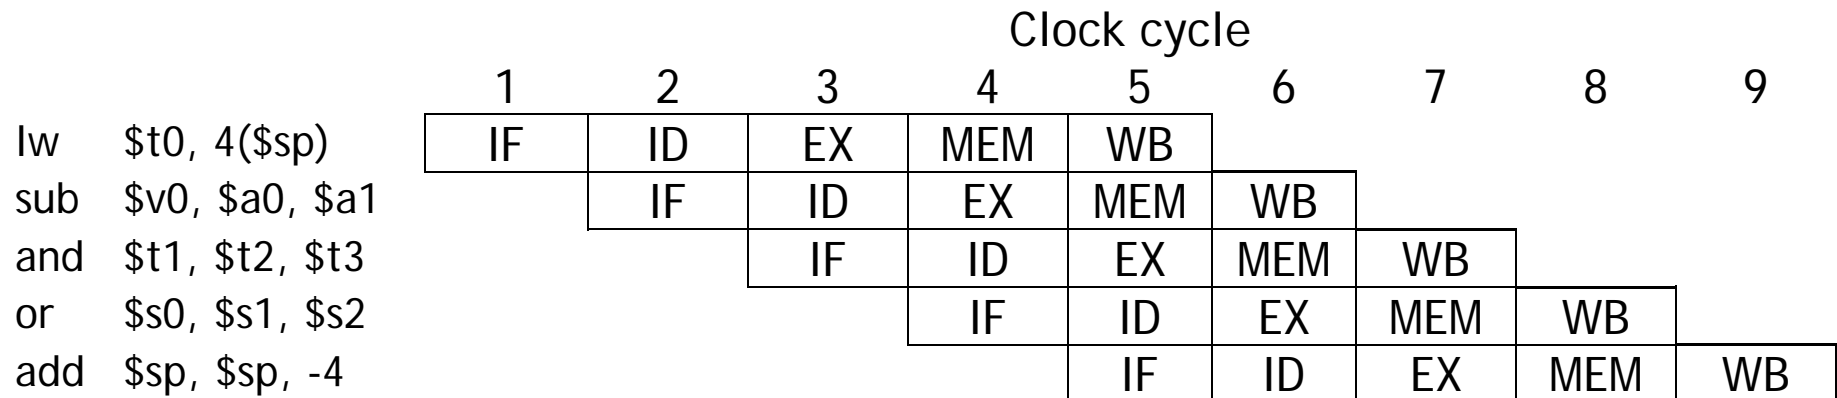 Clock cycle
1 2 3 4 5 6 7 8 9
lw $t0, 4($sp) IF ID EX MEM WB
sub $v0, $a0, $a1 IF ID EX MEM WB
and $t1, $t2, $t3 IF ID EX MEM WB
or $s0, $s1, $s2 IF ID EX MEM WB
add $sp, $sp, -4 IF ID EX MEM WB